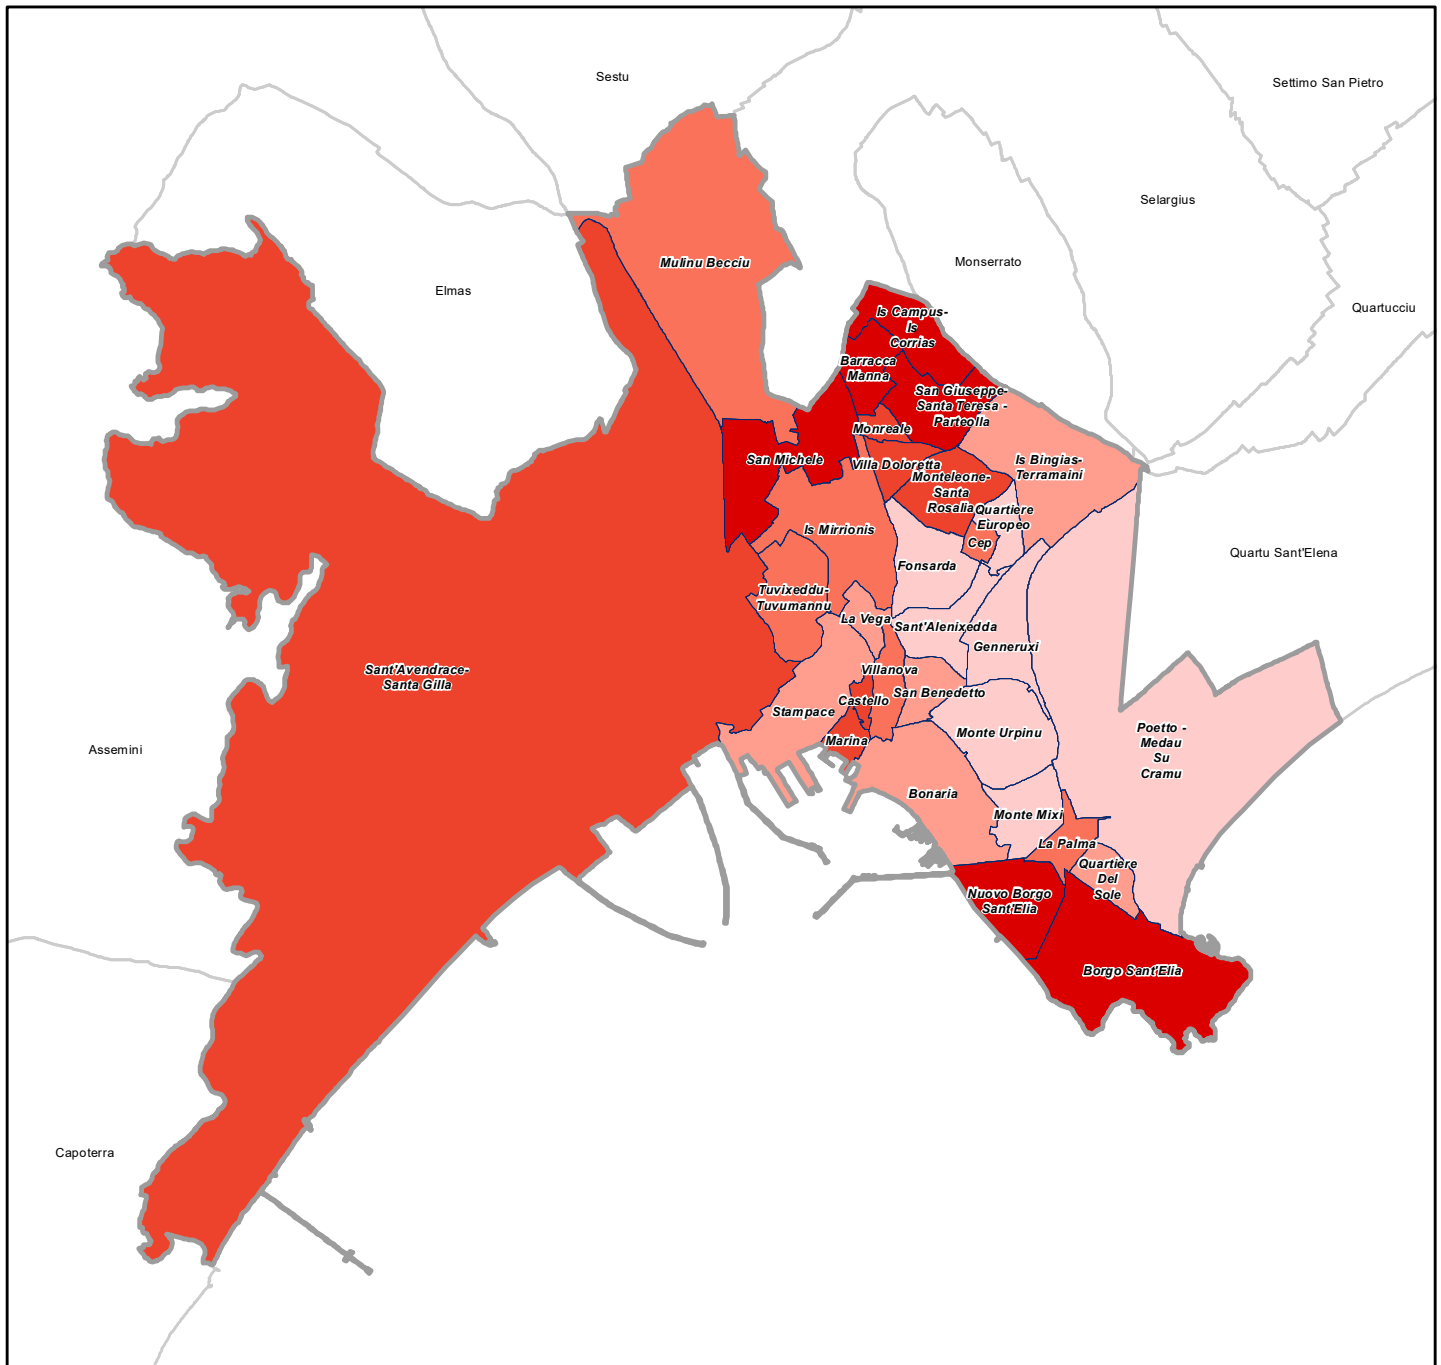 Sestu
Settimo San Pietro
Selargius
Monserrato
Mulinu Becciu
Elmas
Quartucciu
Is Campus-
Is
Corrias
Barracca
Manna
San Giuseppe-
Santa Teresa -
Parteolla
Monreale
San Michele
Villa Doloretta
Is Bingias-
Terramaini
Monteleone-
Santa
Rosalia
Quartiere
Europeo
Is Mirrionis
Cep
Quartu Sant'Elena
Fonsarda
Tuvixeddu-
Tuvumannu
La Vega
Sant'Alenixedda
Genneruxi
Sant'Avendrace-
Santa Gilla
Villanova
San Benedetto
Castello
Stampace
Marina
Monte Urpinu
Poetto -
Medau
Su
Cramu
Assemini
Bonaria
Monte Mixi
La Palma
Quartiere
Del
Sole
Nuovo Borgo
Sant'Elia
Borgo Sant'Elia
Capoterra